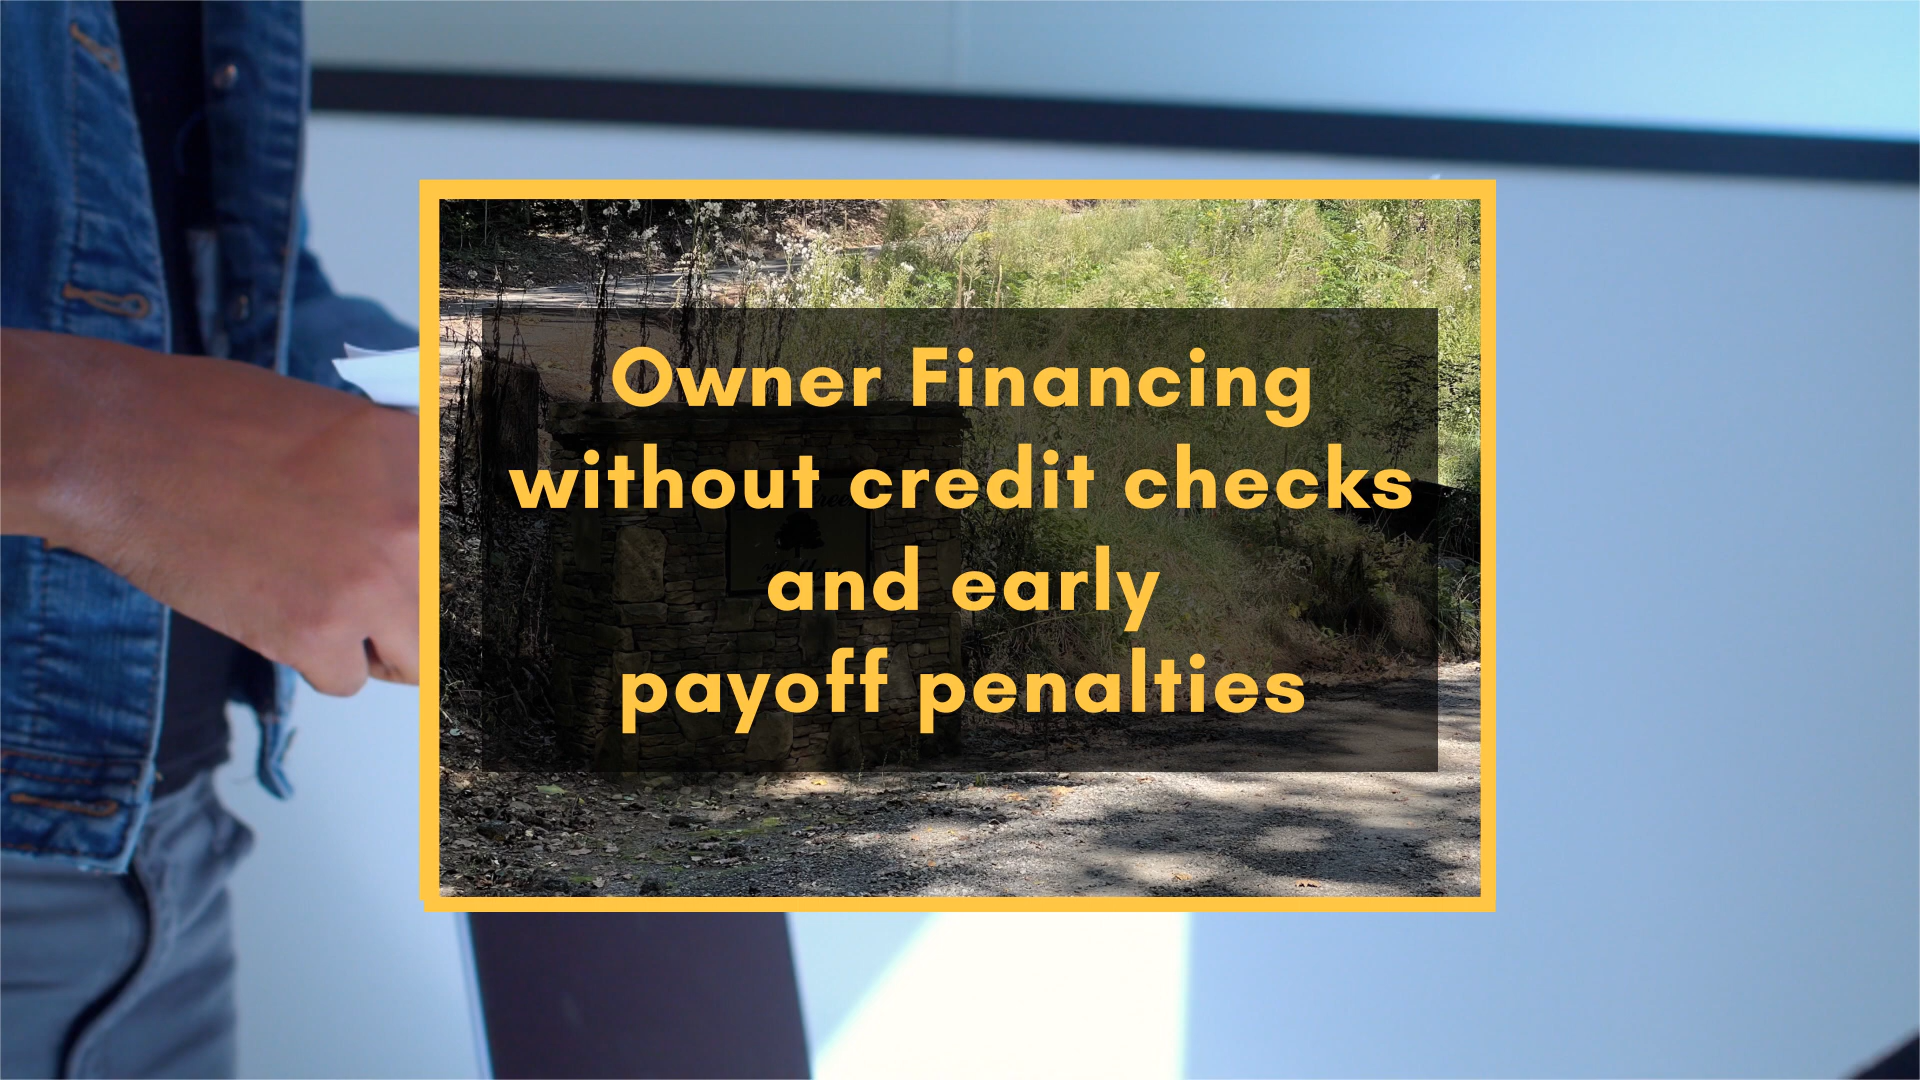 Owner Financing
without credit checks
and early
payoff penalties